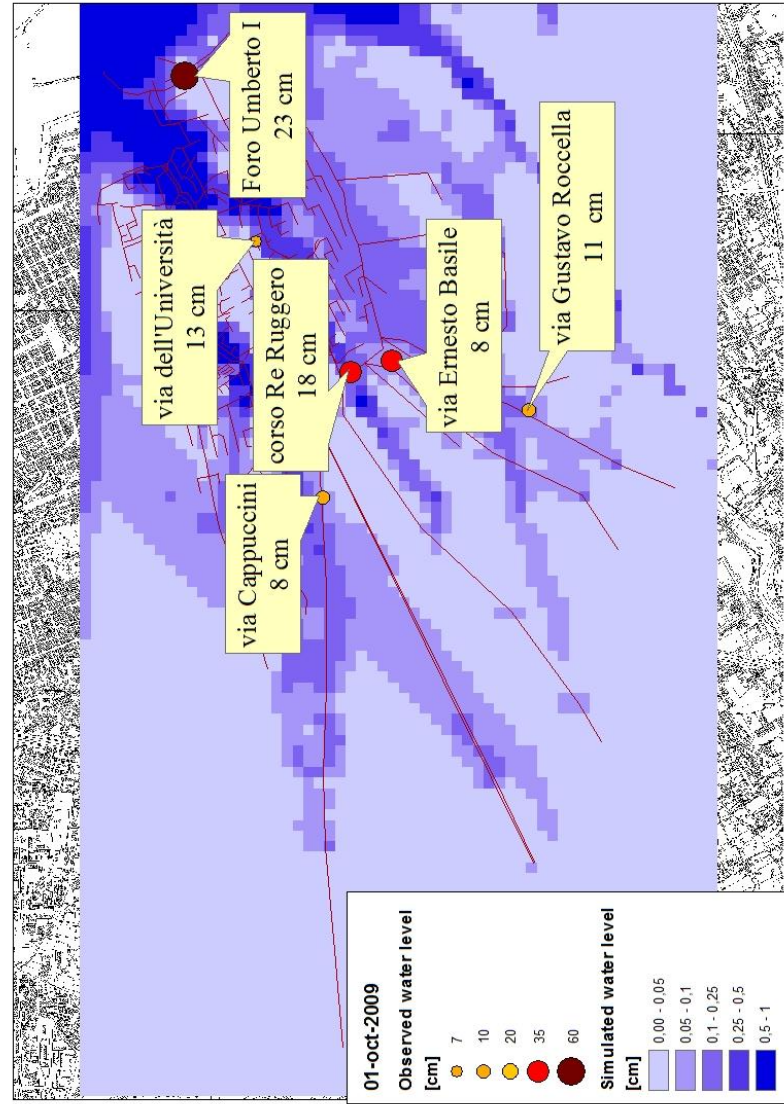 via dell'Università
13 cm
Foro Umberto I
23 cm
via Cappuccini
8 cm
corso Re Ruggero
18 cm
via Ernesto Basile
8 cm
via Gustavo Roccella
11 cm
01-oct-2009
Observed water level
[cm]
7
10
20
35
60
Simulated water level
[cm]
0,00 - 0,05
0,05 - 0,1
0,1 - 0,25
0,25 - 0,5
0,5 - 1